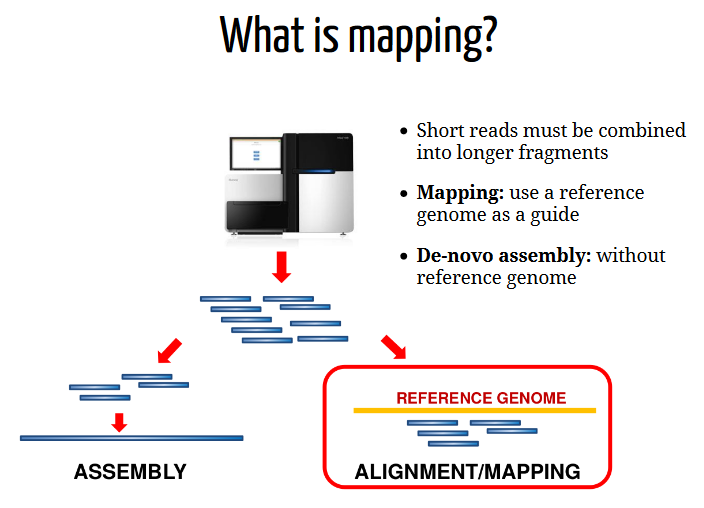 What is mapping?
Short reads must be combined
into longer fragments
Mapping: use a reference
genome as a guide
De-novo assembly: without
reference genome
REFERENCE GENOME
ASSEMBLY
ALIGNMENT/MAPPING